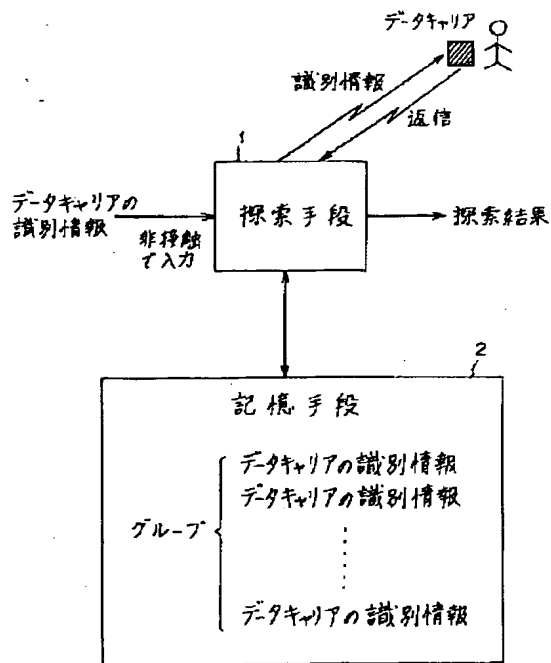 データキャリア
識別情報
返信
1
データキャリアの
識別情報
非接触
で入力
探索手段
探索結果
2
記憶手段
データキャリアの識別情報
データキャリアの識別情報
グループ
データキャリアの識別情報